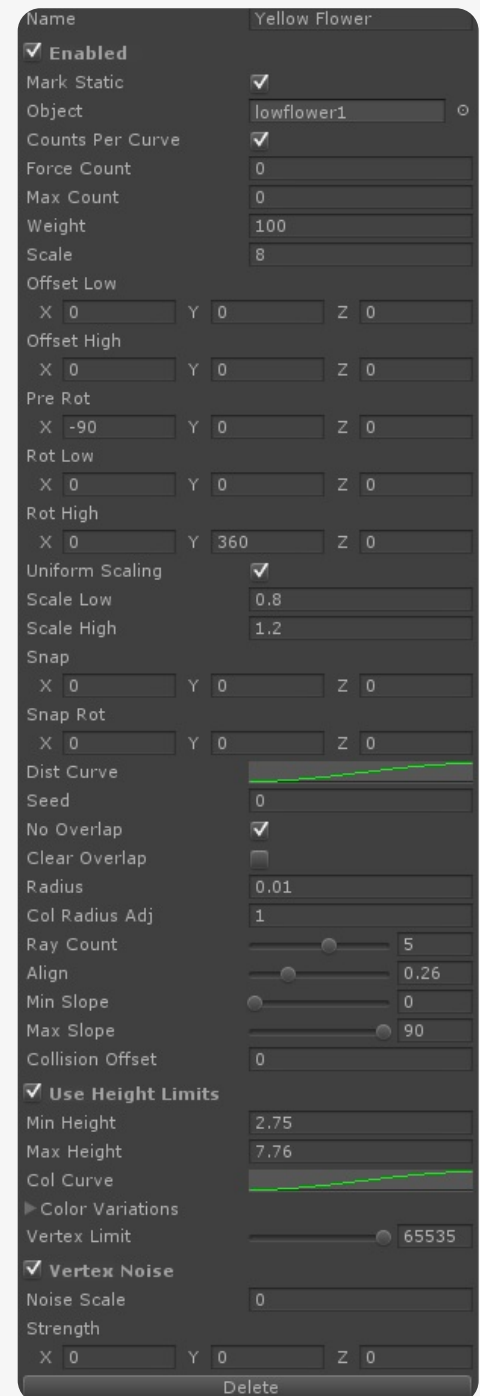 Name Yellow Flower
Enabled
Mark Static
Object lowflower1
Counts Per Curve
Force Count 0
Max Count 0
Weight 100
Scale 8
Offset Low
X 0 Y 0 Z 0
Offset High
X 0 Y 0 Z 0
Pre Rot
X -90 Y 0 Z 0
Rot Low
X 0 Y 0 Z 0
Rot High
X 0 Y 360 Z 0
Uniform Scaling
Scale Low 0.8
Scale High 1.2
Snap
X 0 Y 0 Z 0
Snap Rot
X 0 Y 0 Z 0
Dist Curve
Seed 0
No Overlap
Clear Overlap
Radius 0.01
Col Radius Adj 1
Ray Count 5
Align 0.26
Min Slope 0
Max Slope 90
Collision Offset 0
Use Height Limits
Min Height 2.75
Max Height 7.76
Col Curve
Color Variations
Vertex Limit 65535
Vertex Noise
Noise Scale 0
Strength
X 0 Y 0 Z 0
Delete